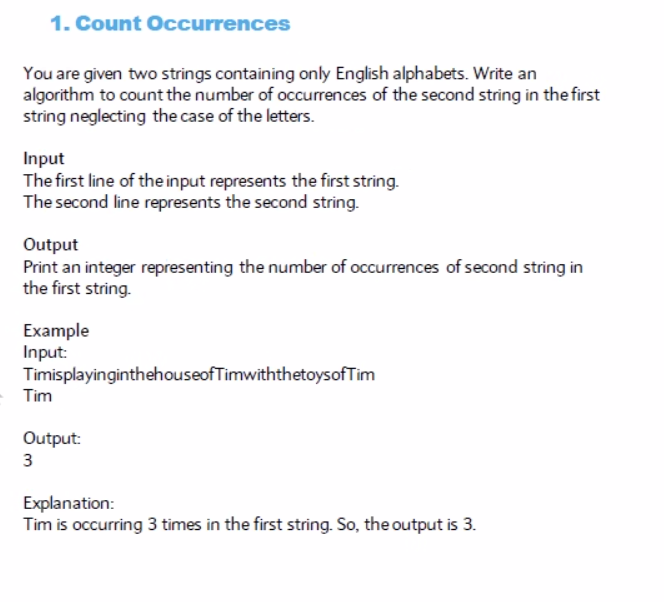 1. Count Occurrences
You are given two strings containing only English alphabets. Write an
algorithm to count the number of occurrences of the second string in the first
string neglecting the case of the letters.
Input
The first line of the input represents the first string.
The second line represents the second string.
Output
Print an integer representing the number of occurrences of second string in
the first string.
Example
Input:
TimisplayinginthehouseofTimwiththetoysofTim
Tim
Output:
3
Explanation:
Tim is occurring 3 times in the first string. So, the output is 3.